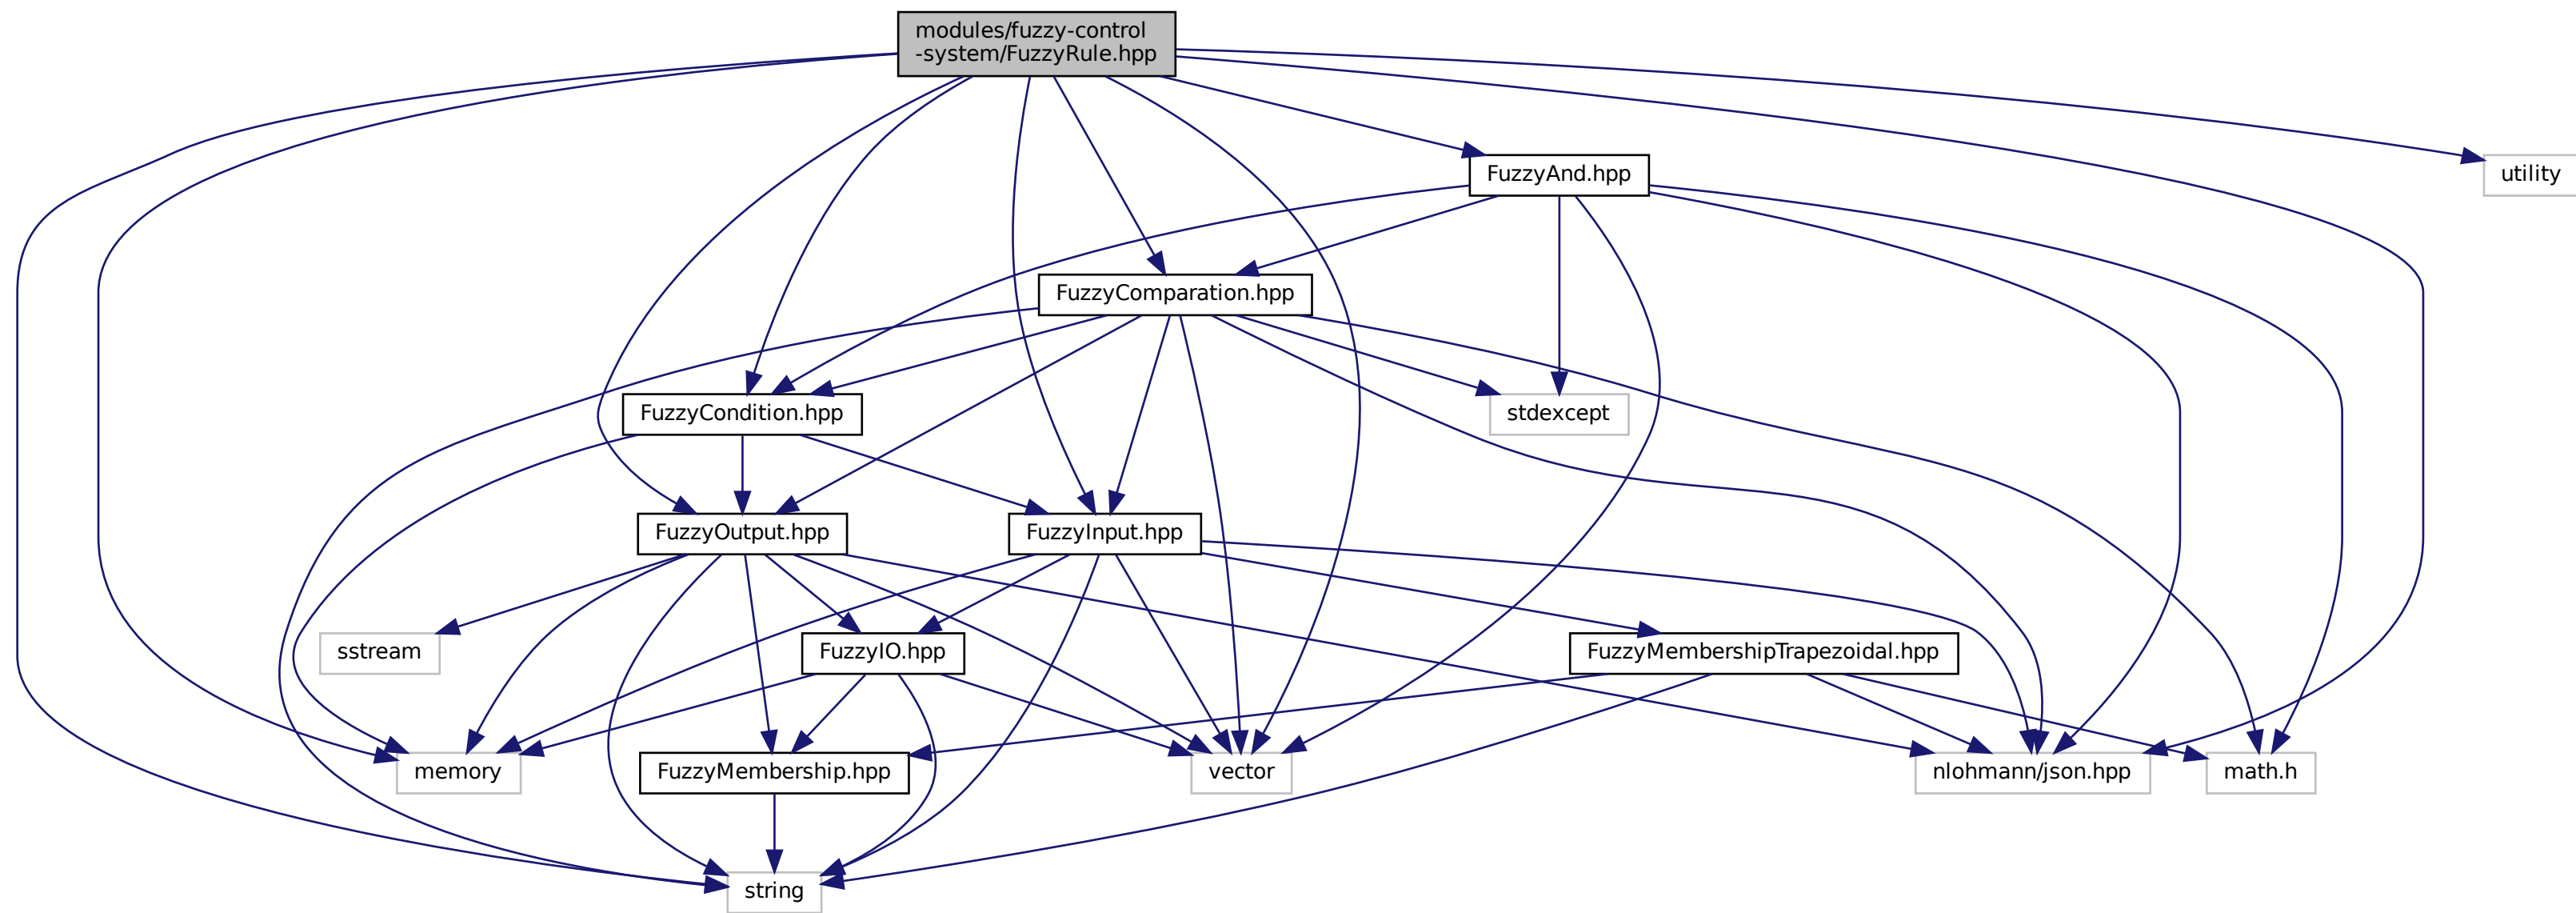 modules/fuzzy-control
-system/FuzzyRule.hpp
FuzzyAnd.hpp
utility
FuzzyComparation.hpp
FuzzyCondition.hpp
stdexcept
FuzzyOutput.hpp
FuzzyInput.hpp
sstream
FuzzyIO.hpp
FuzzyMembershipTrapezoidal.hpp
memory
FuzzyMembership.hpp
vector
nlohmann/json.hpp
math.h
string